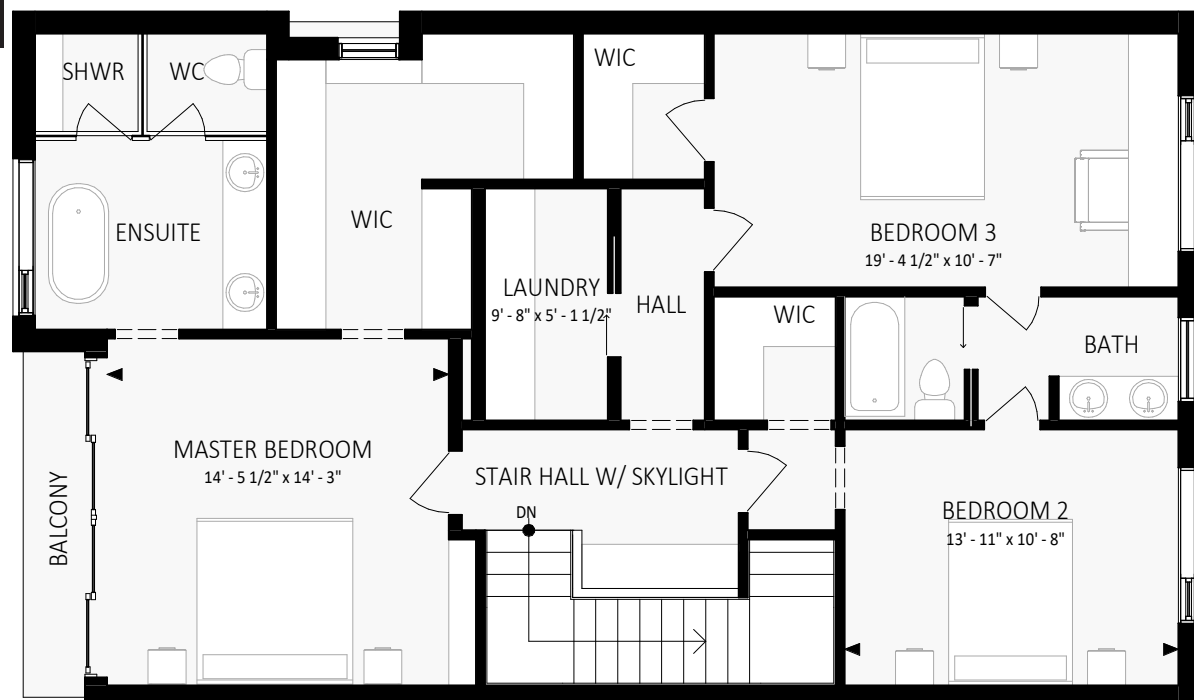 SHWR
WC
WIC
WIC
ENSUITE
WIC
BEDROOM 3
19' - 4 1/2" x 10' - 7"
LAUNDRY
9' - 8" x 5' - 1 1/2"
HALL
WIC
BATH
MASTER BEDROOM
14' - 5 1/2" x 14' - 3"
BALCONY
STAIR HALL W/ SKYLIGHT
DN
BEDROOM 2
13' - 11" x 10' - 8"